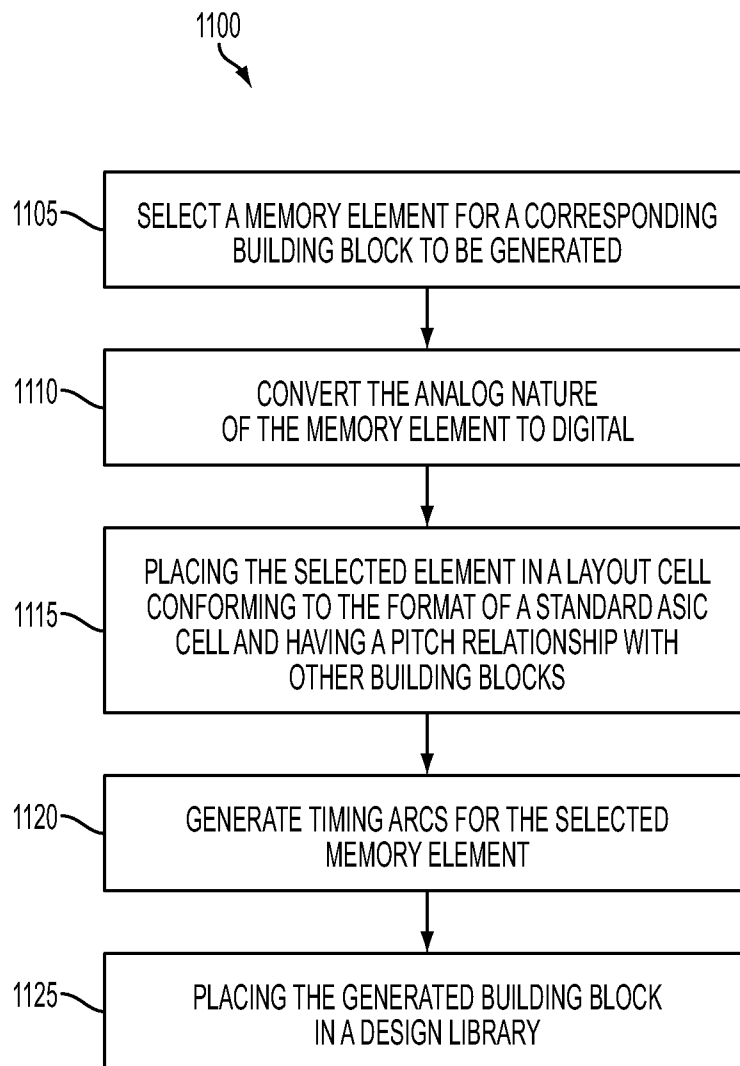 1100
1105
SELECT A MEMORY ELEMENT FOR A CORRESPONDING
BUILDING BLOCK TO BE GENERATED
1110
CONVERT THE ANALOG NATURE
OF THE MEMORY ELEMENT TO DIGITAL
1115
PLACING THE SELECTED ELEMENT IN A LAYOUT CELL
CONFORMING TO THE FORMAT OF A STANDARD ASIC
CELL AND HAVING A PITCH RELATIONSHIP WITH
OTHER BUILDING BLOCKS
1120
GENERATE TIMING ARCS FOR THE SELECTED
MEMORY ELEMENT
1125
PLACING THE GENERATED BUILDING BLOCK
IN A DESIGN LIBRARY